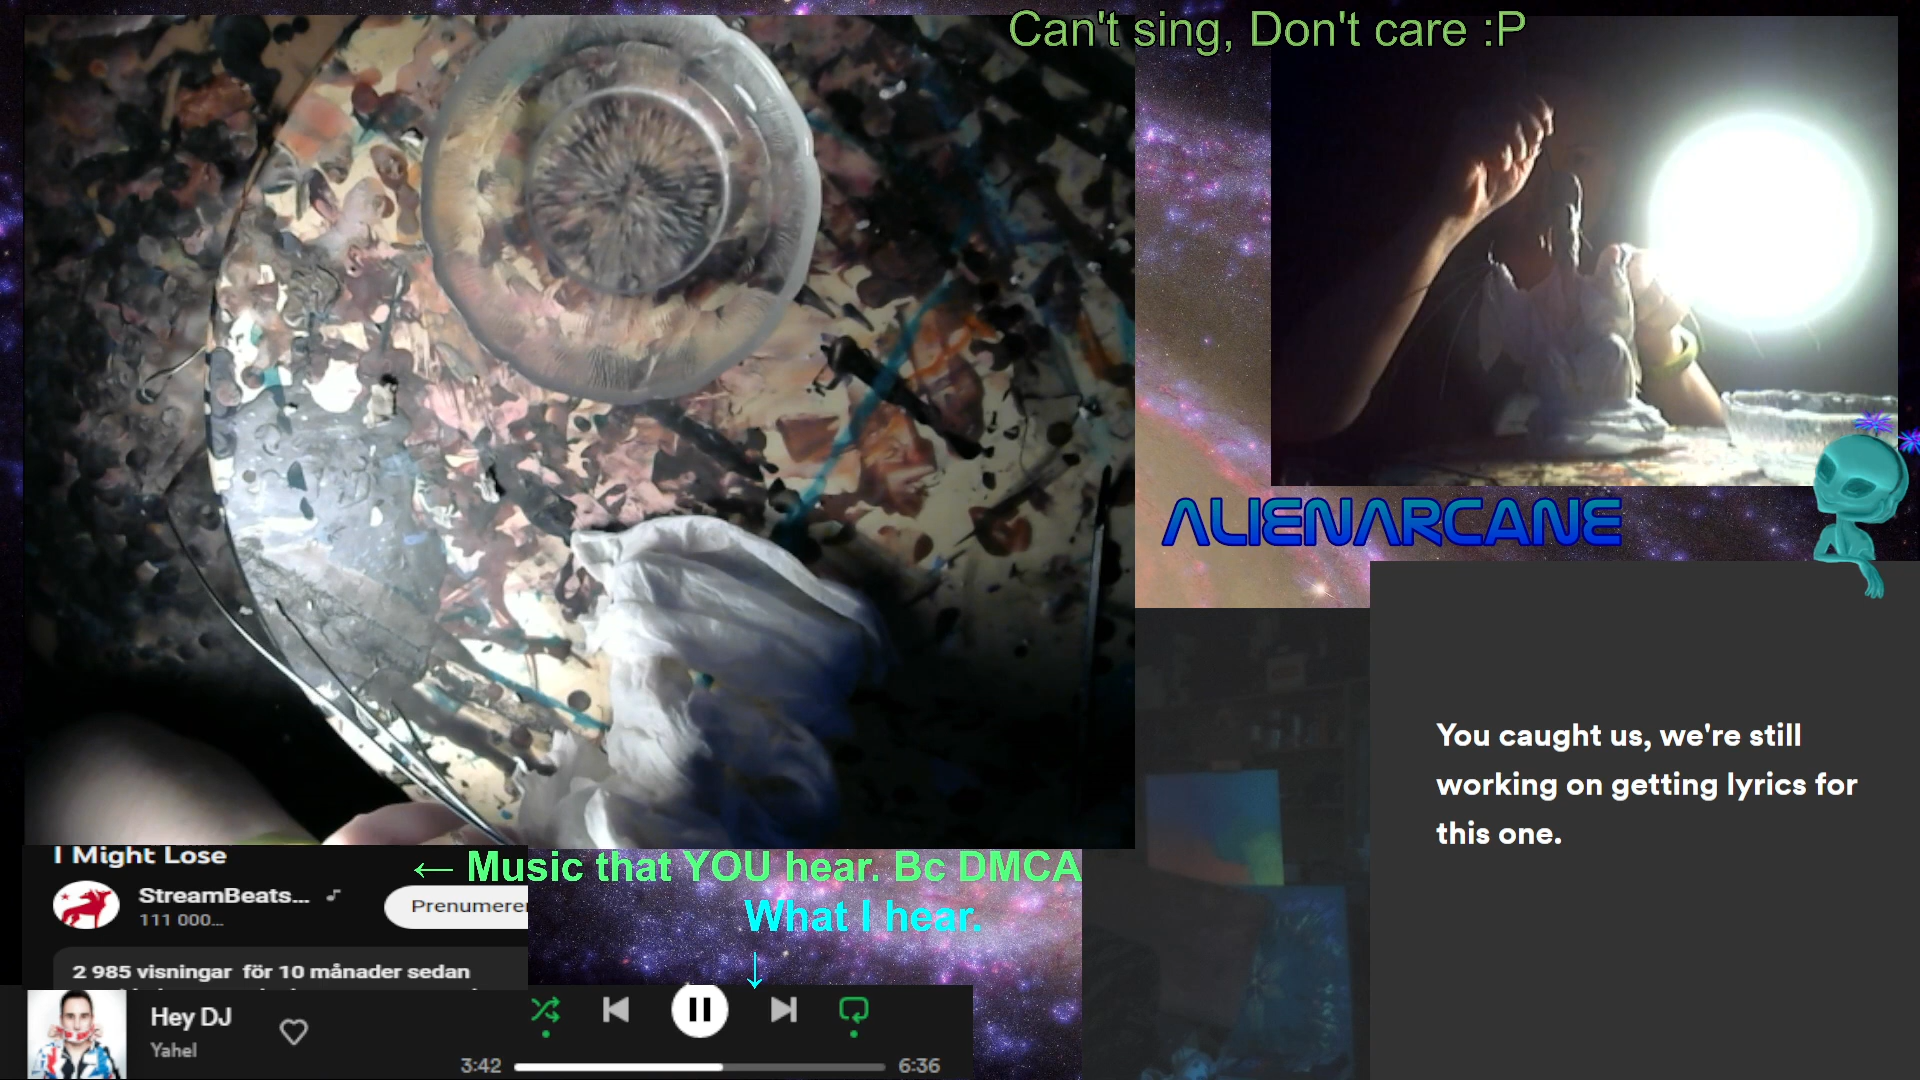 Can't sing, Don't care :P
ALIENARCANE
You caught us, we're still
working on getting lyrics for
this one.
I Might Lose
← Music that YOU hear. Bc DMCA
StreamBeats...
111 000...
Prenumerer
What I hear.
↓
2 985 visningar för 10 månader sedan
Hey DJ
Yahel
3:42
6:36